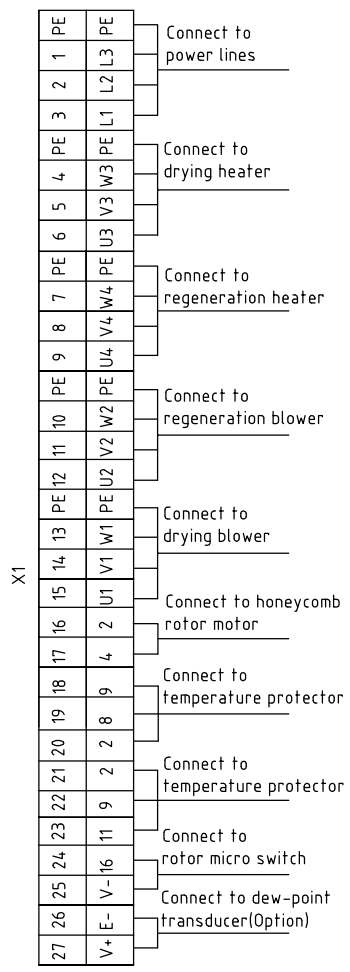 PE PE
1 L3
2 L2
3 L1
Connect to
power lines
PE PE
4 W3
5 V3
6 U3
Connect to
drying heater
PE PE
7 W4
8 V4
9 U4
Connect to
regeneration heater
PE PE
10 W2
11 V2
12 U2
Connect to
regeneration blower
PE PE
13 W1
14 V1
15 U1
Connect to
drying blower
X1
16 2
17 4
Connect to honeycomb
rotor motor
18 9
19 8
20 2
Connect to
temperature protector
21 2
22 9
23 11
Connect to
temperature protector
24 16
25 V-
Connect to
rotor micro switch
26 E-
27 V+
Connect to dew-point
transducer(Option)